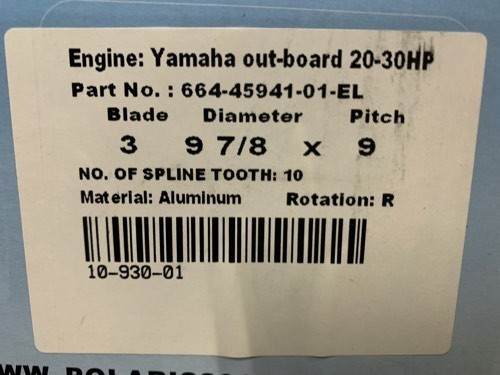 Engine: Yamaha out-board 20-30HP
Part No. : 664-45941-01-EL
Blade Diameter Pitch
3 9 7/8 x 9
NO. OF SPLINE TOOTH: 10
Material: Aluminum Rotation: R
10-930-01